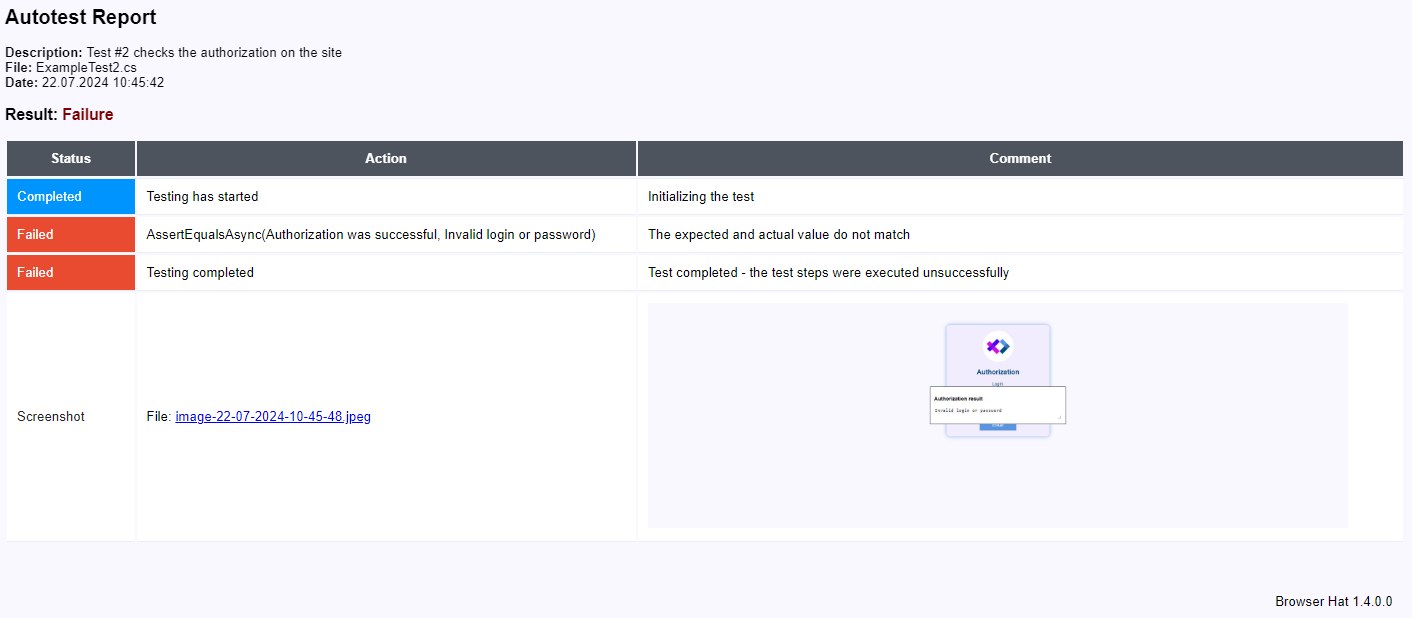 Autotest Report
Description: Test #2 checks the authorization on the site
File: ExampleTest2.cs
Date: 22.07.2024 10:45:42
Result: Failure
Status Action Comment
Completed Testing has started Initializing the test
Failed AssertEqualsAsync(Authorization was successful, Invalid login or password) The expected and actual value do not match
Failed Testing completed Test completed - the test steps were executed unsuccessfully
Screenshot File: image-22-07-2024-10-45-48.jpeg
Authorization
Login
Authorization result
Invalid login or password
Browser Hat 1.4.0.0